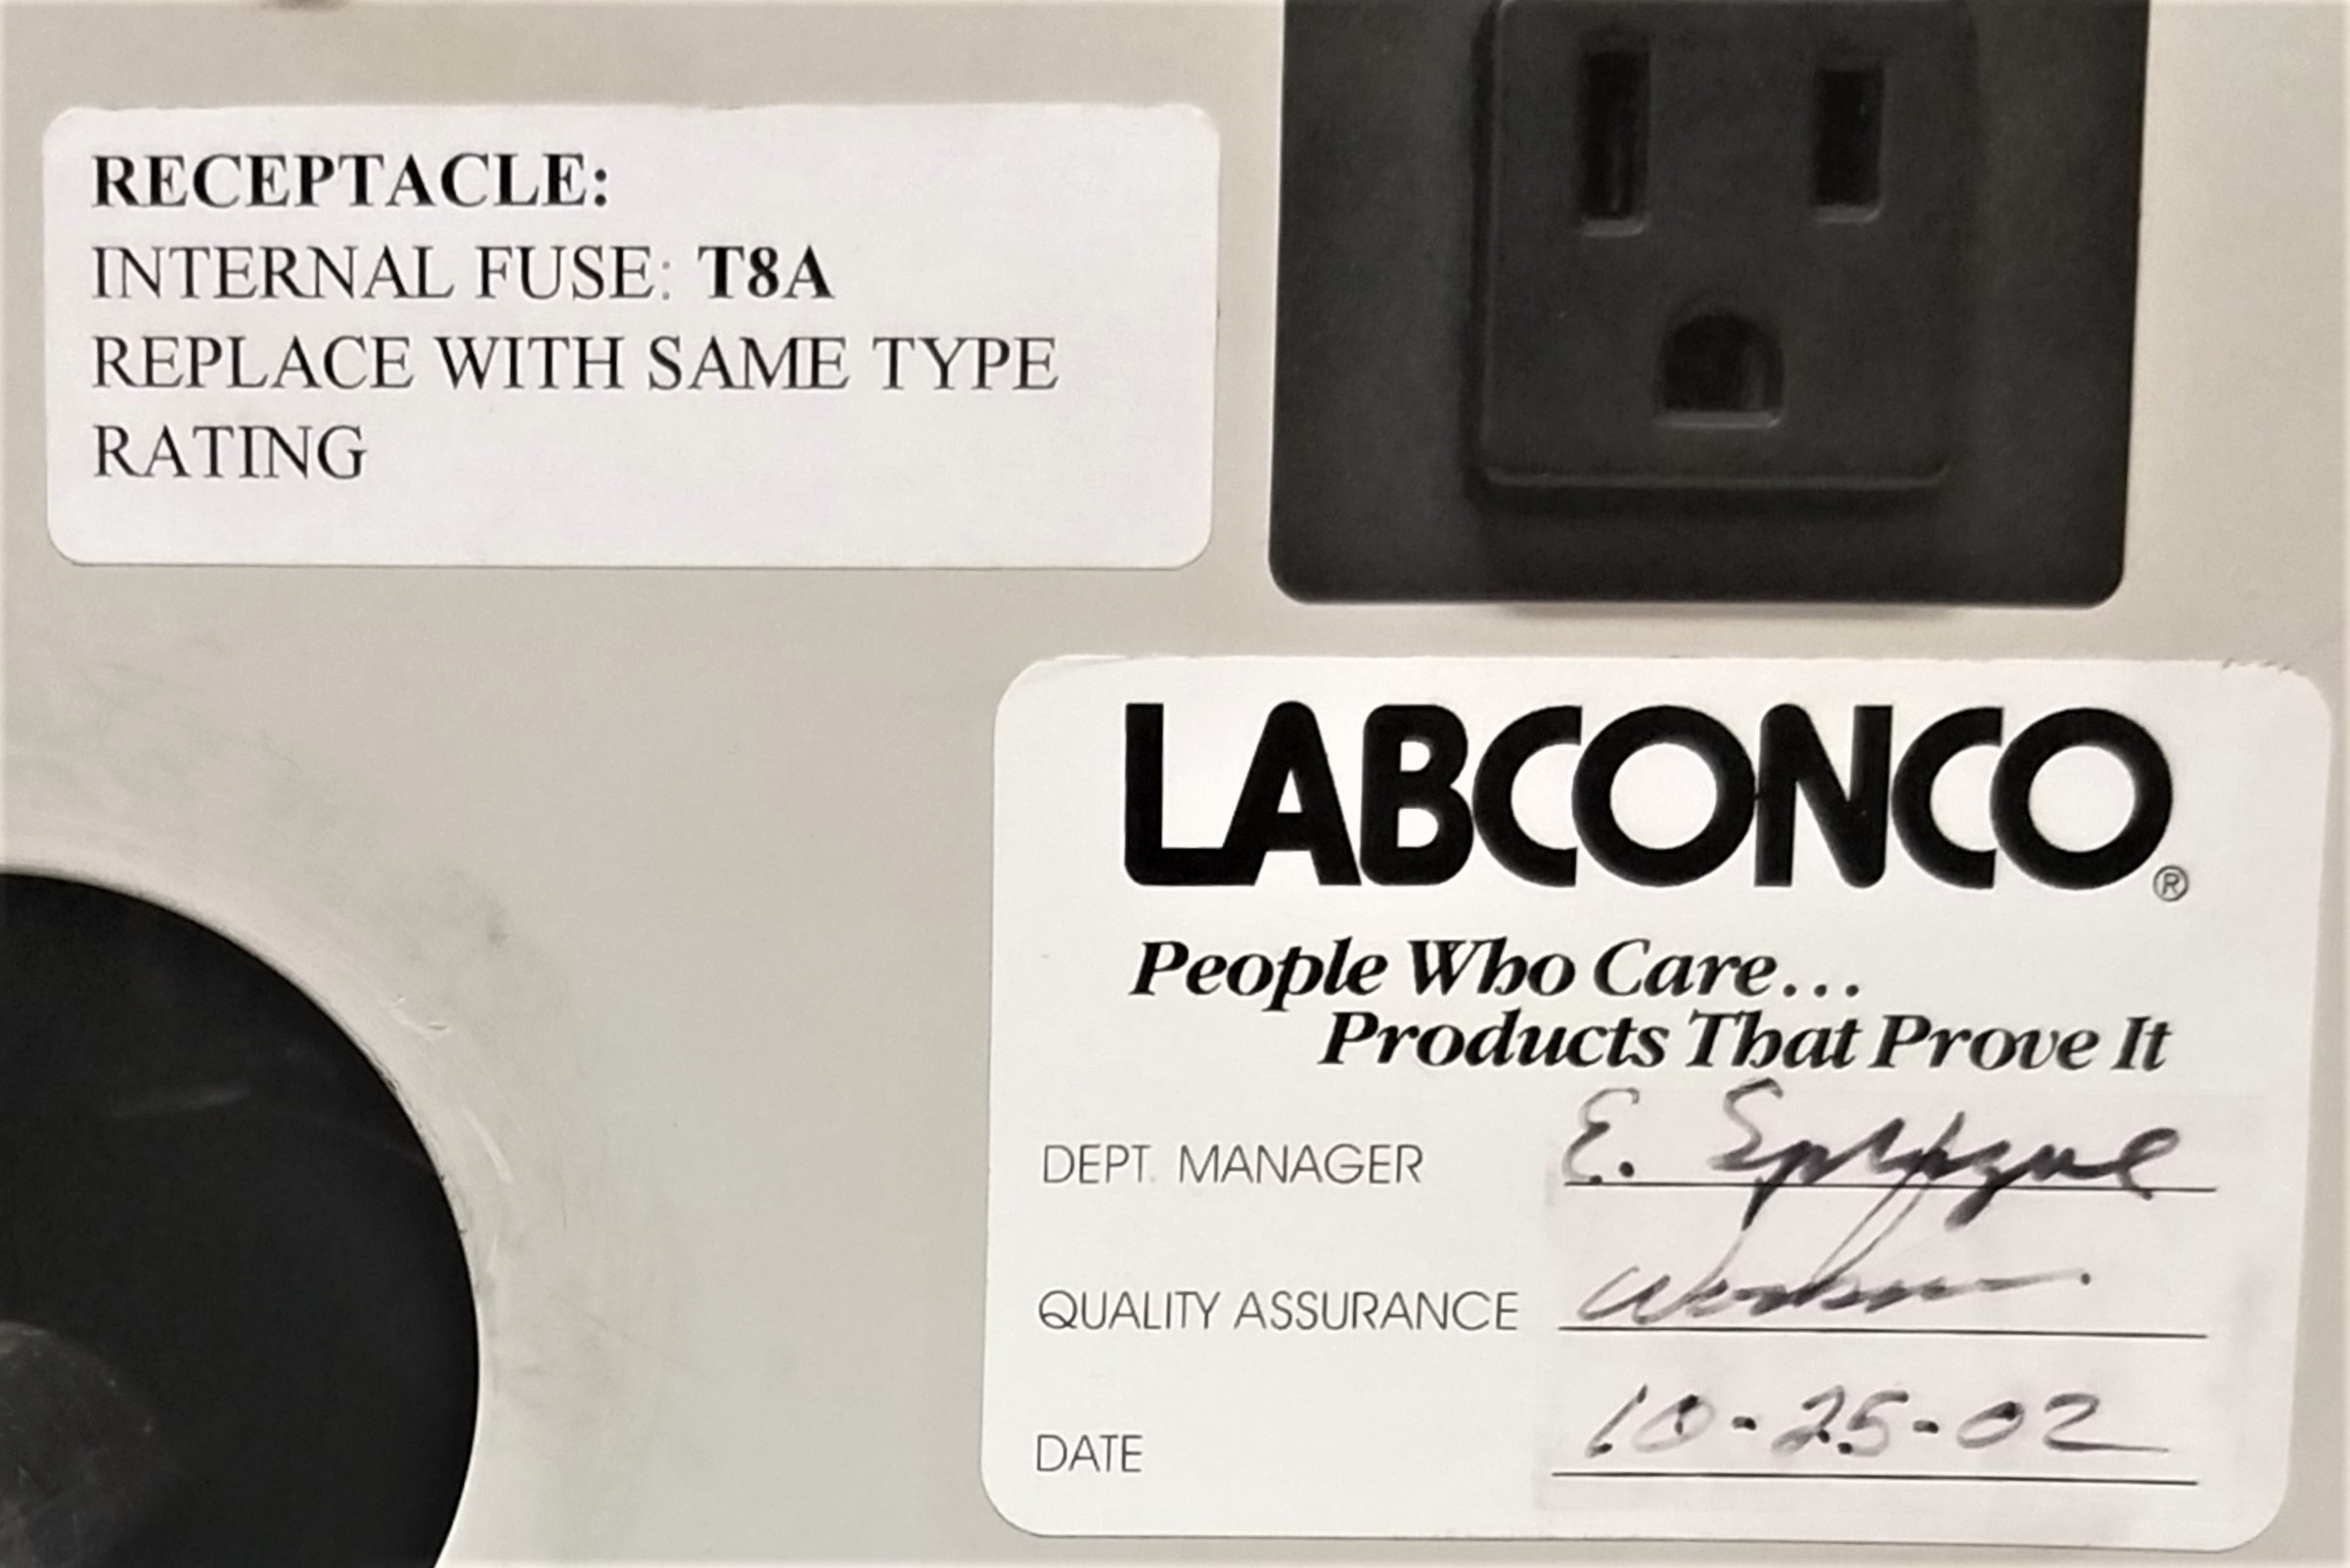 RECEPTACLE:
INTERNAL FUSE: T8A
REPLACE WITH SAME TYPE
RATING
LABCONCO®
People Who Care...
Products That Prove It
DEPT. MANAGER E. Sprague
QUALITY ASSURANCE
DATE 10-25-02